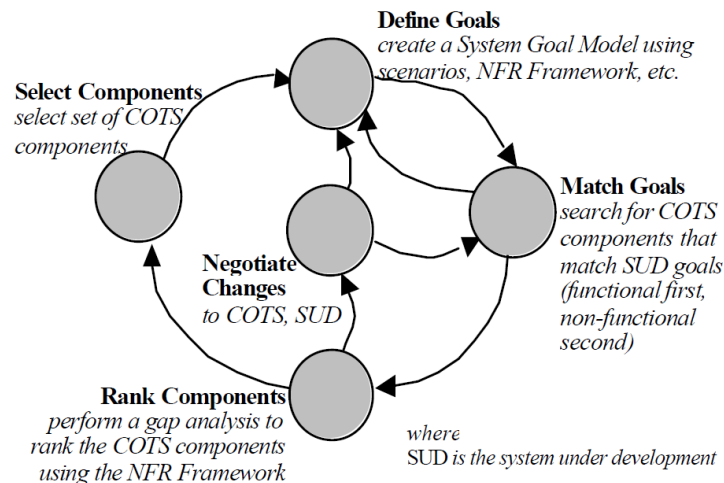 Define Goals
create a System Goal Model using
scenarios, NFR Framework, etc.
Select Components
select set of COTS
components
Match Goals
search for COTS
components that
match SUD goals
(functional first,
non-functional
second)
Negotiate
Changes
to COTS, SUD
Rank Components
perform a gap analysis to
rank the COTS components
using the NFR Framework
where
SUD is the system under development